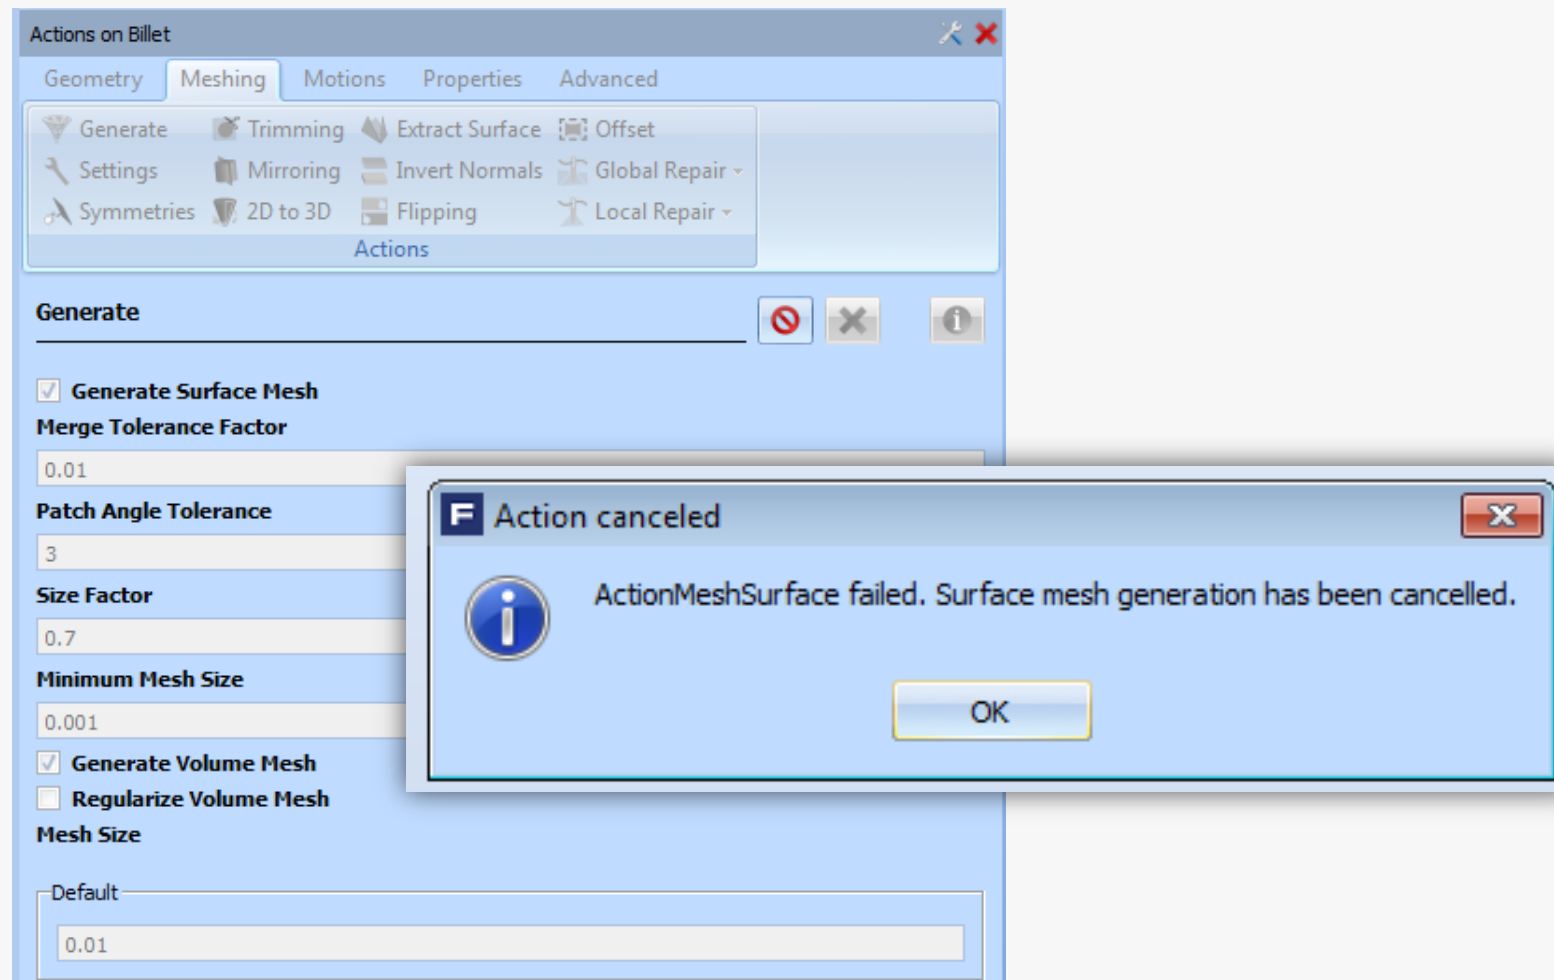 Actions on Billet
Geometry Meshing Motions Properties Advanced
Generate Trimming Extract Surface Offset
Settings Mirroring Invert Normals Global Repair
Symmetries 2D to 3D Flipping Local Repair
Actions
Generate
Generate Surface Mesh
Merge Tolerance Factor
0.01
Patch Angle Tolerance
3
Size Factor
0.7
Minimum Mesh Size
0.001
Generate Volume Mesh
Regularize Volume Mesh
Mesh Size
Default
0.01
F Action canceled
ActionMeshSurface failed. Surface mesh generation has been cancelled.
OK